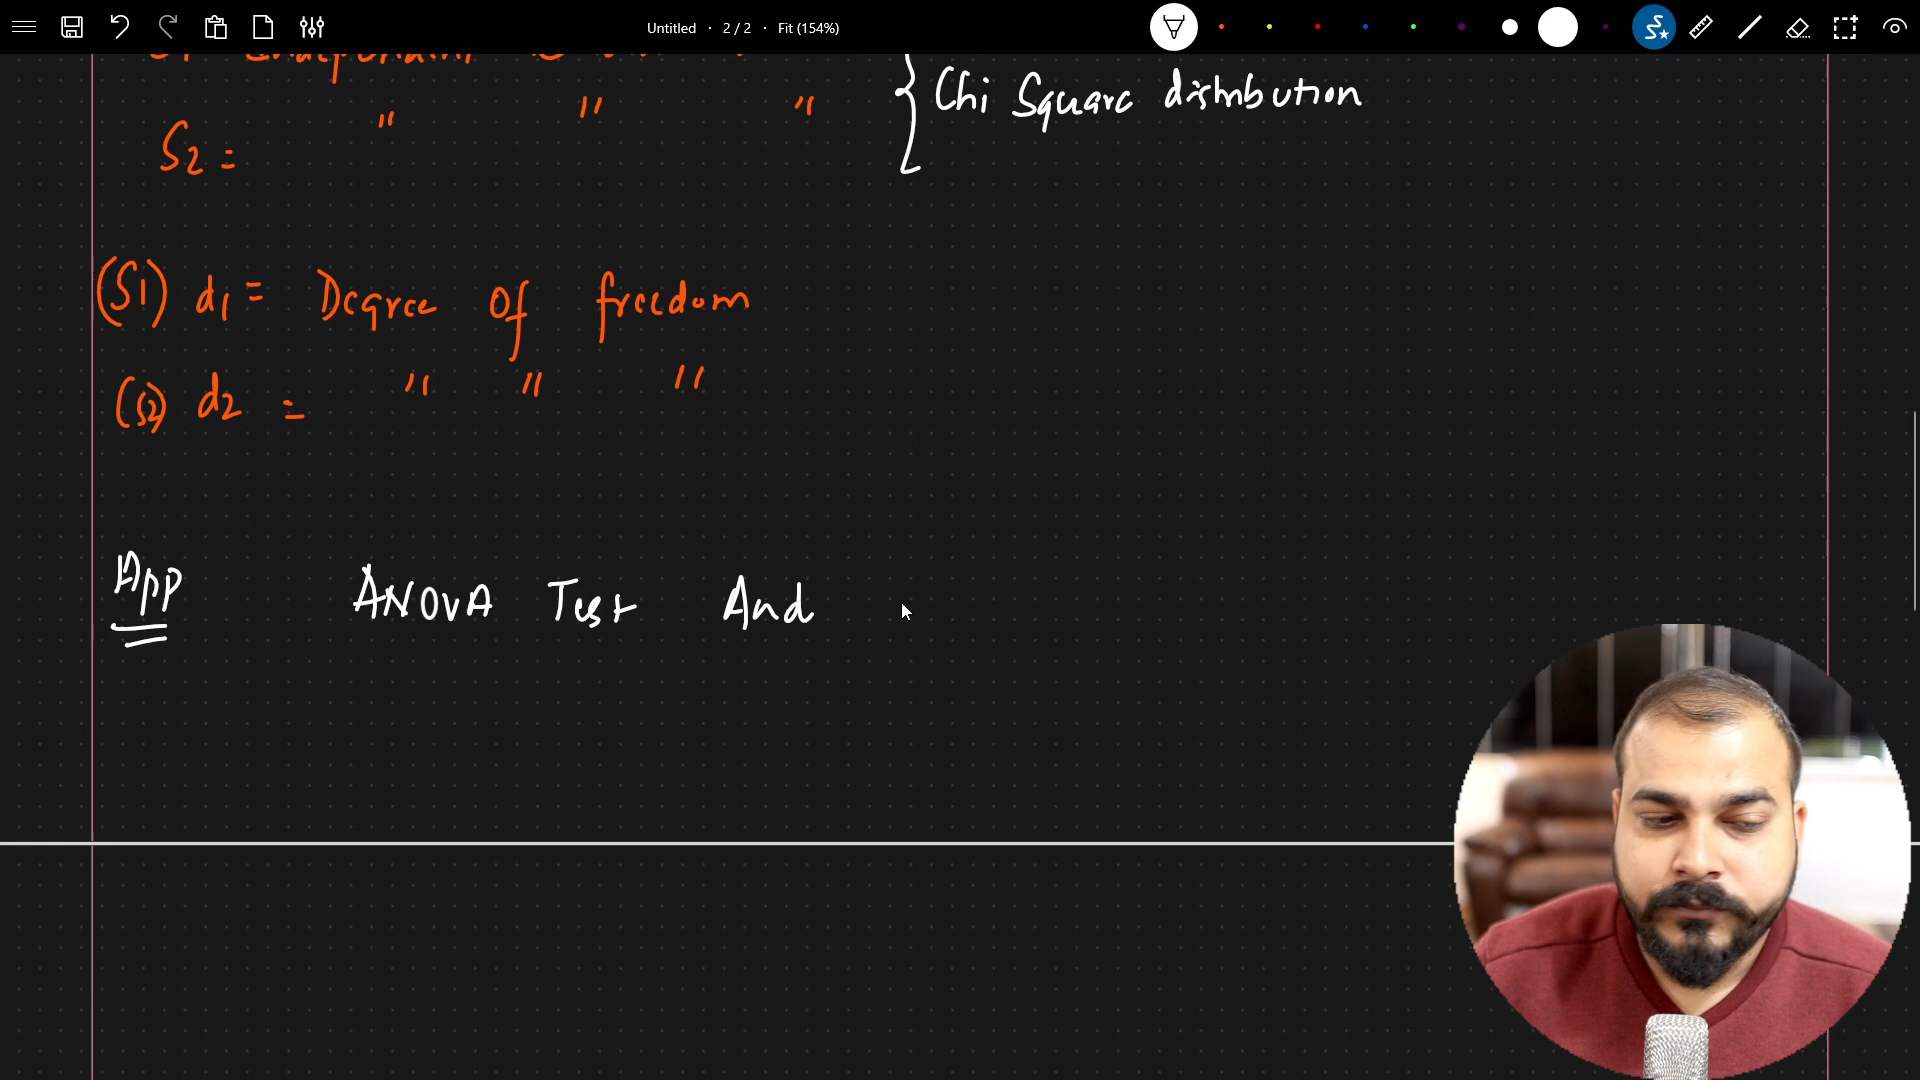 Untitled · 2 / 2 · Fit (154%)
Chi Square distribution
" " "
S2 =
(S1) d1 = Degree of freedom
(S2) d2 = " " "
App ANOVA Test And